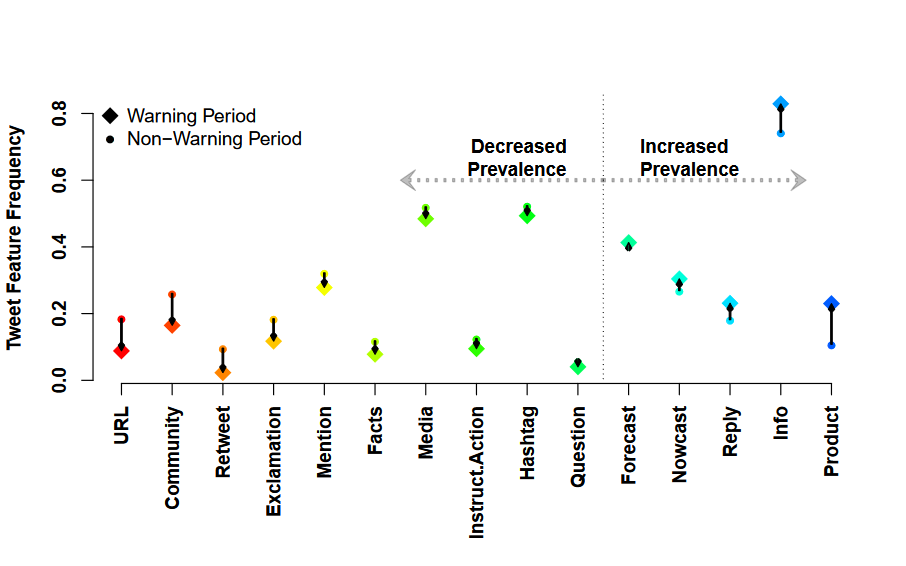 Warning Period
Non−Warning Period
Decreased
Prevalence
Increased
Prevalence
Tweet Feature Frequency
0.8
0.6
0.4
0.2
0.0
URL
Community
Retweet
Exclamation
Mention
Facts
Media
Instruct.Action
Hashtag
Question
Forecast
Nowcast
Reply
Info
Product